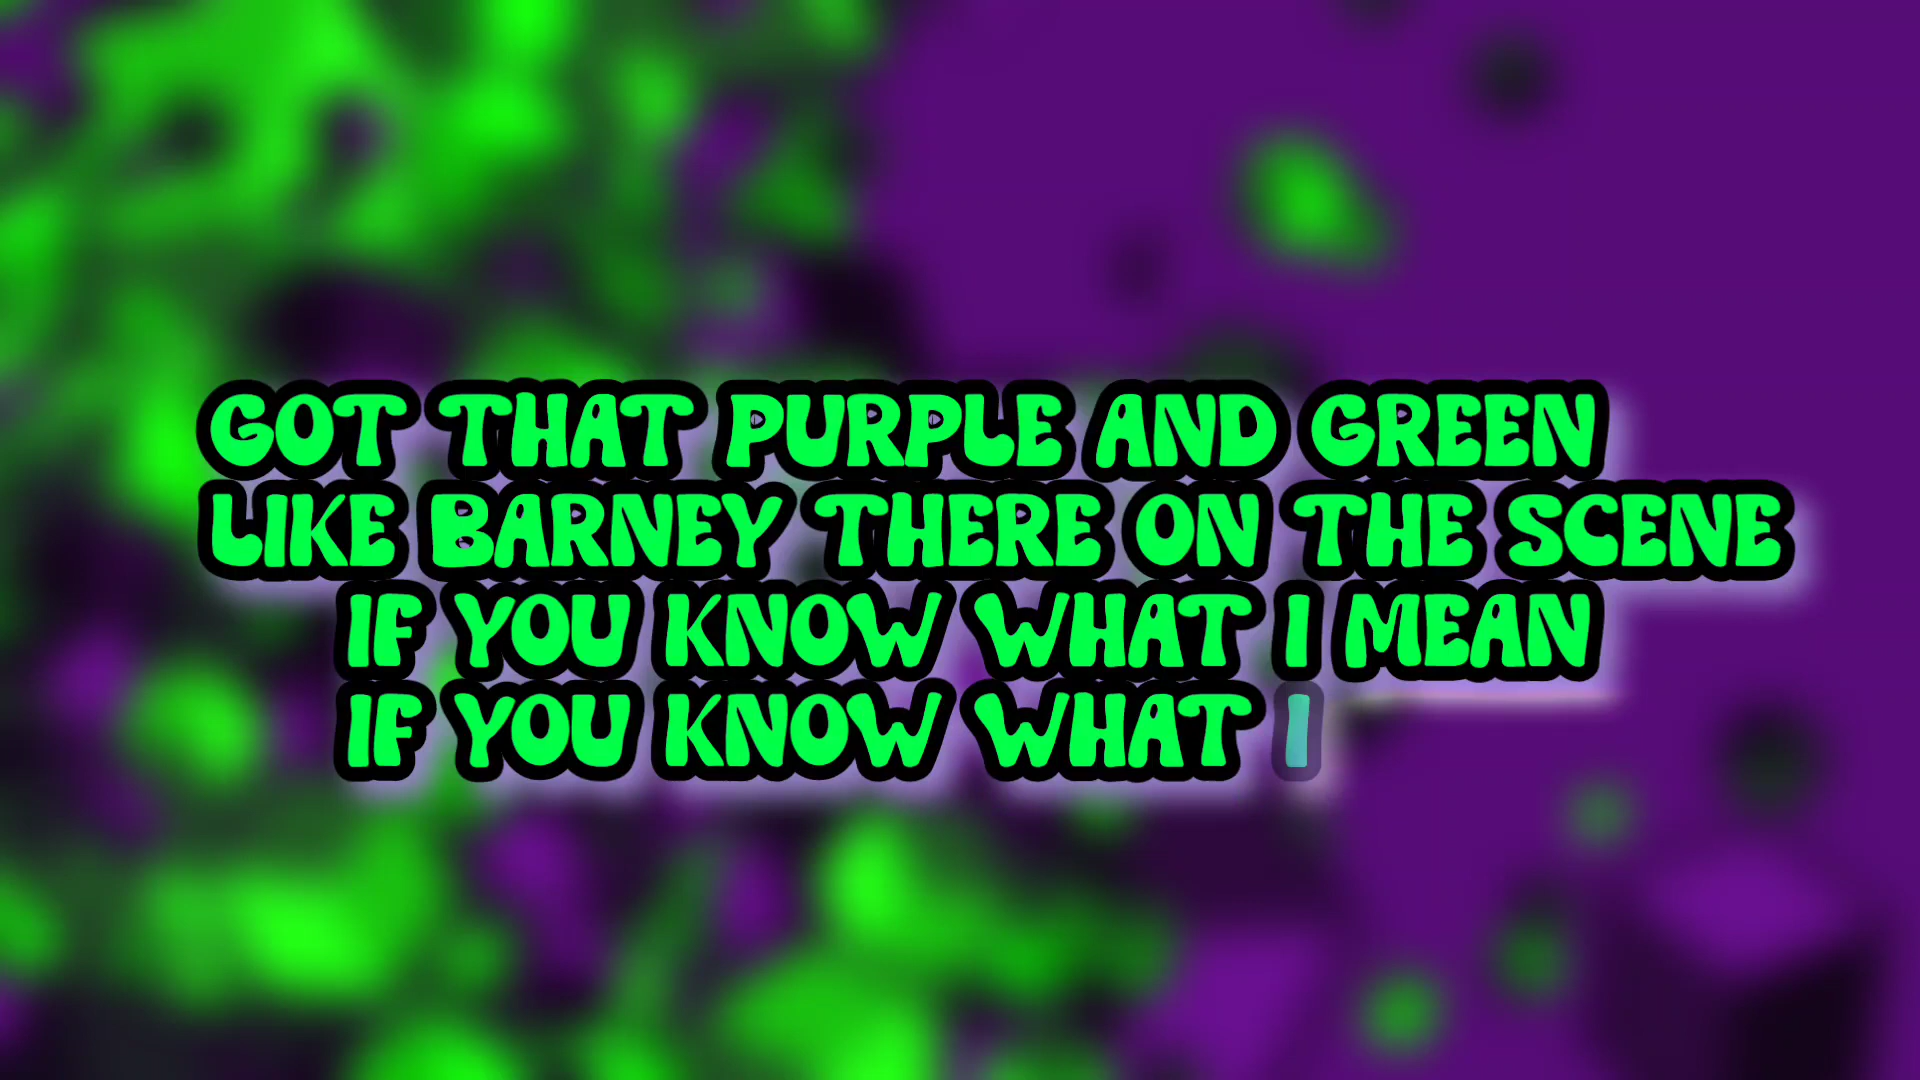 GOT THAT PURPLE AND GREEN
LIKE BARNEY THERE ON THE SCENE
IF YOU KNOW WHAT I MEAN
IF YOU KNOW WHAT I